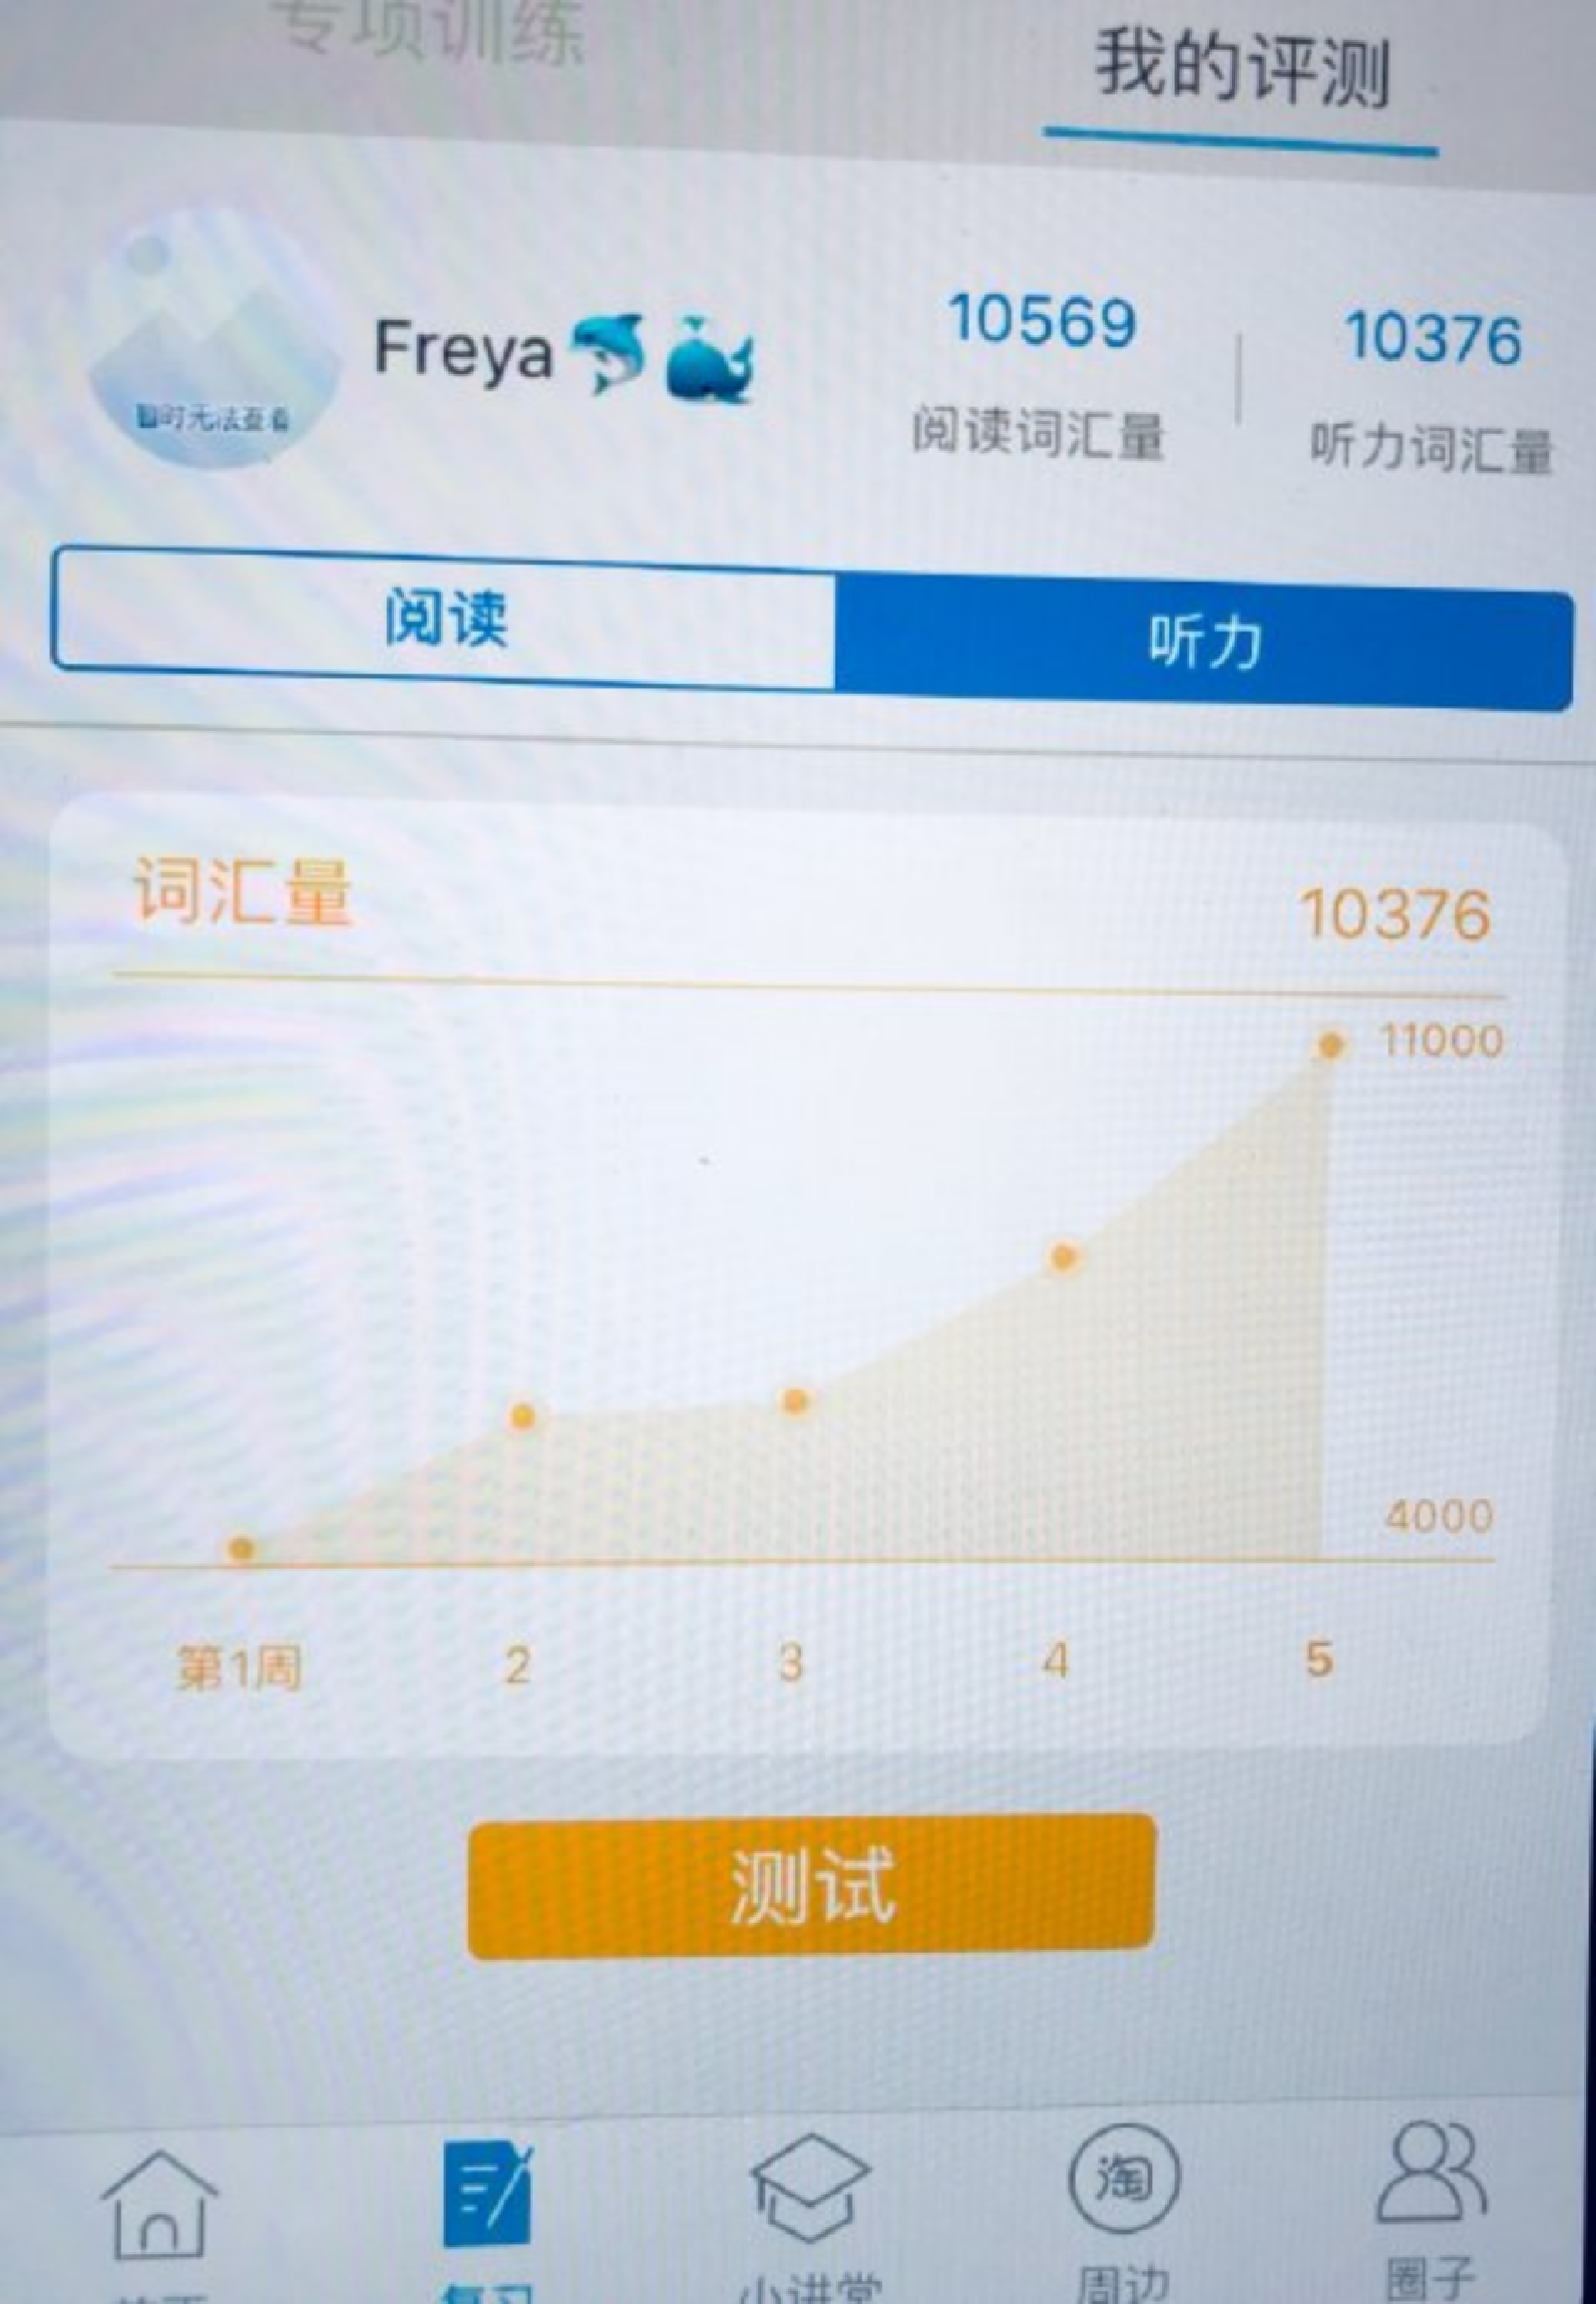 专项训练
我的评测
Freya🐬🐳
10569
阅读词汇量
10376
听力词汇量
暂时无法查看
阅读
听力
词汇量
10376
11000
4000
第1周
2
3
4
5
测试
复习
小讲堂
淘
周边
圈子